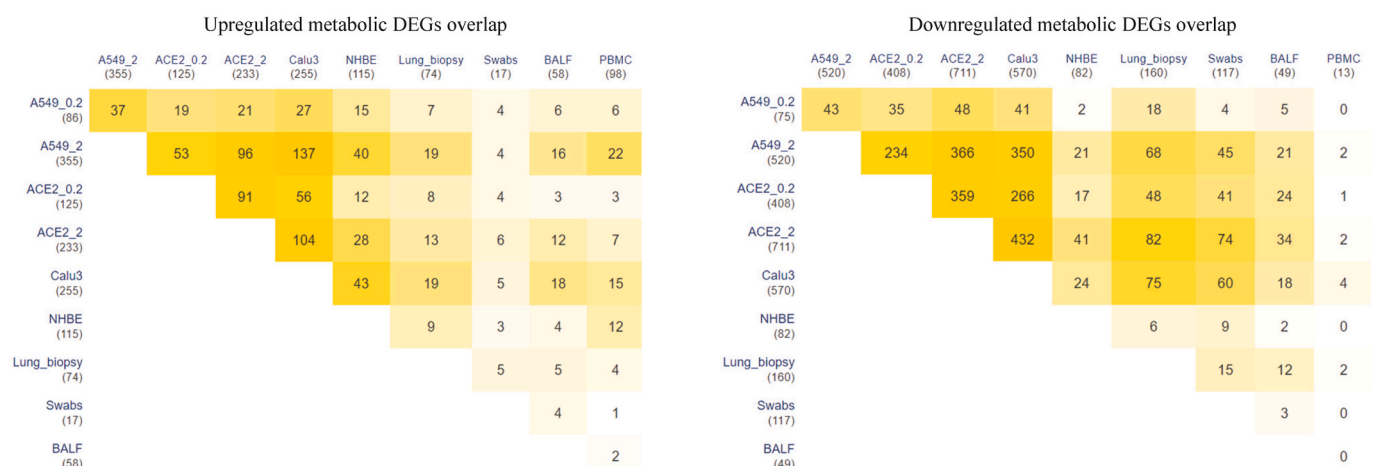 Upregulated metabolic DEGs overlap
A549_2 ACE2_0.2 ACE2_2 Calu3 NHBE Lung_biopsy Swabs BALF PBMC
(355) (125) (233) (255) (115) (74) (17) (58) (98)
A549_0.2 37 19 21 27 15 7 4 6 6
(86)
A549_2 53 96 137 40 19 4 16 22
(355)
ACE2_0.2 91 56 12 8 4 3 3
(125)
ACE2_2 104 28 13 6 12 7
(233)
Calu3 43 19 5 18 15
(255)
NHBE 9 3 4 12
(115)
Lung_biopsy 5 5 4
(74)
Swabs 4 1
(17)
BALF 2
(58)
Downregulated metabolic DEGs overlap
A549_2 ACE2_0.2 ACE2_2 Calu3 NHBE Lung_biopsy Swabs BALF PBMC
(520) (408) (711) (570) (82) (160) (117) (49) (13)
A549_0.2 43 35 48 41 2 18 4 5 0
(75)
A549_2 234 366 350 21 68 45 21 2
(520)
ACE2_0.2 359 266 17 48 41 24 1
(408)
ACE2_2 432 41 82 74 34 2
(711)
Calu3 24 75 60 18 4
(570)
NHBE 6 9 2 0
(82)
Lung_biopsy 15 12 2
(160)
Swabs 3 0
(117)
BALF 0
(49)